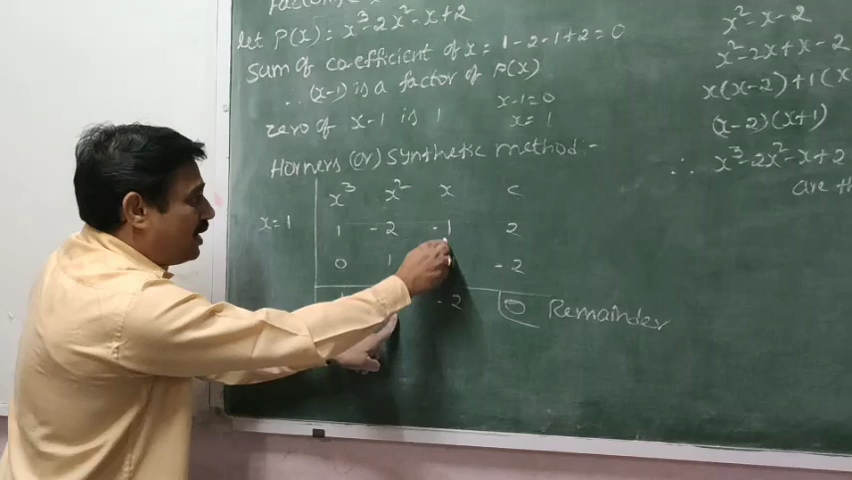 let P(x) = x³-2x²-x+2
sum of co.efficient of x = 1-2-1+2 = 0
∴ (x-1) is a factor of P(x)
zero of x-1 is 1
x-1=0
x=1
Horners (or) synthetic method:-
x³ x² x c
x=1
1 -2 -1 2
0 1 -2
-2 0 Remainder
x²-x-2
x²-2x+x-2
x(x-2)+1(x
(x-2)(x+1)
∴ x³-2x²-x+2
are